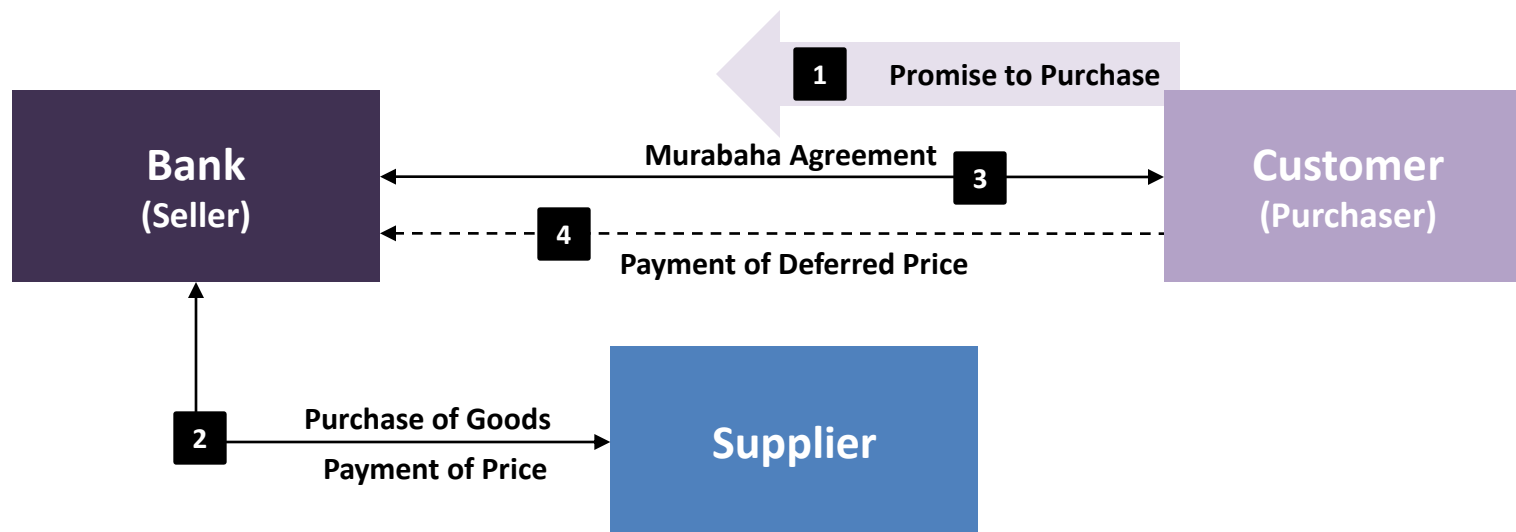 1 Promise to Purchase
Bank
(Seller)
Murabaha Agreement
3
Customer
(Purchaser)
4
Payment of Deferred Price
2
Purchase of Goods
Payment of Price
Supplier